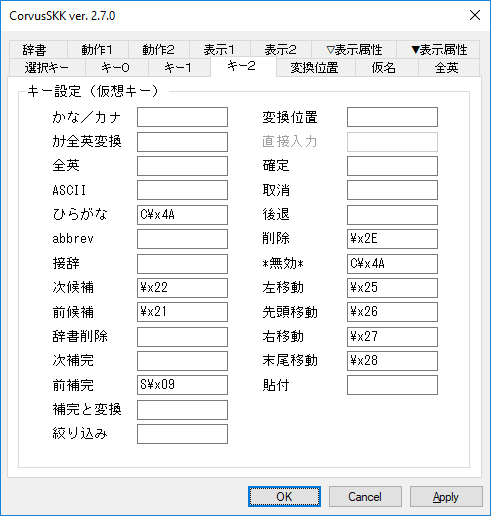 CorvusSKK ver. 2.7.0
辞書 動作1 動作2 表示1 表示2 ▽表示属性 ▼表示属性
選択キー キー0 キー1 キー2 変換位置 仮名 全英
キー設定（仮想キー）
かな／カナ 変換位置
ｶﾅ全英変換 直接入力
全英 確定
ASCII 取消
ひらがな C¥x4A 後退
abbrev 削除 ¥x2E
接辞 *無効* C¥x4A
次候補 ¥x22 左移動 ¥x25
前候補 ¥x21 先頭移動 ¥x26
辞書削除 右移動 ¥x27
次補完 末尾移動 ¥x28
前補完 S¥x09 貼付
補完と変換
絞り込み
OK Cancel Apply